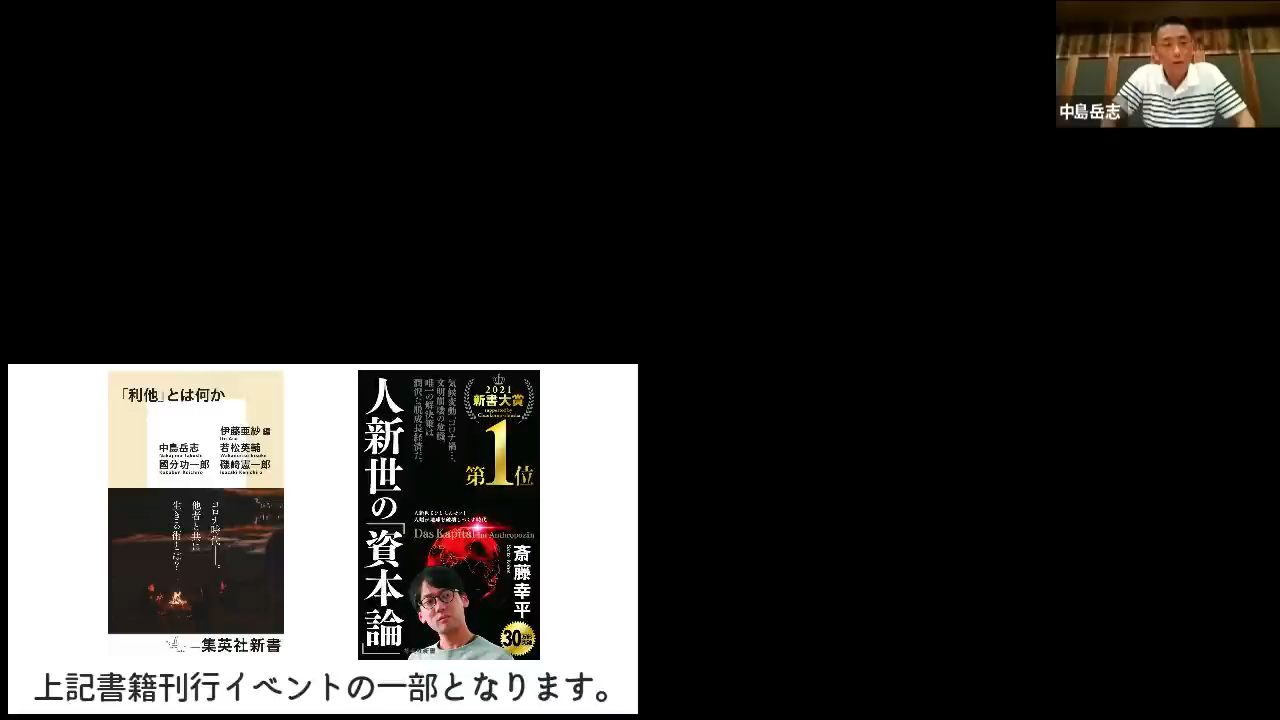 中島岳志
「利他」とは何か
伊藤亜紗 編
中島岳志 若松英輔
國分功一郎 磯﨑憲一郎
コロナ時代——。
他者と共に
生きる術とは?
集英社新書
人新世の「資本論」
気候変動、コロナ禍…、
文明崩壊の危機。
唯一の解決策は
潤沢な脱成長経済だ。
2021
新書大賞
第1位
Das Kapital im Anthropozän
斎藤幸平
30
上記書籍刊行イベントの一部となります。